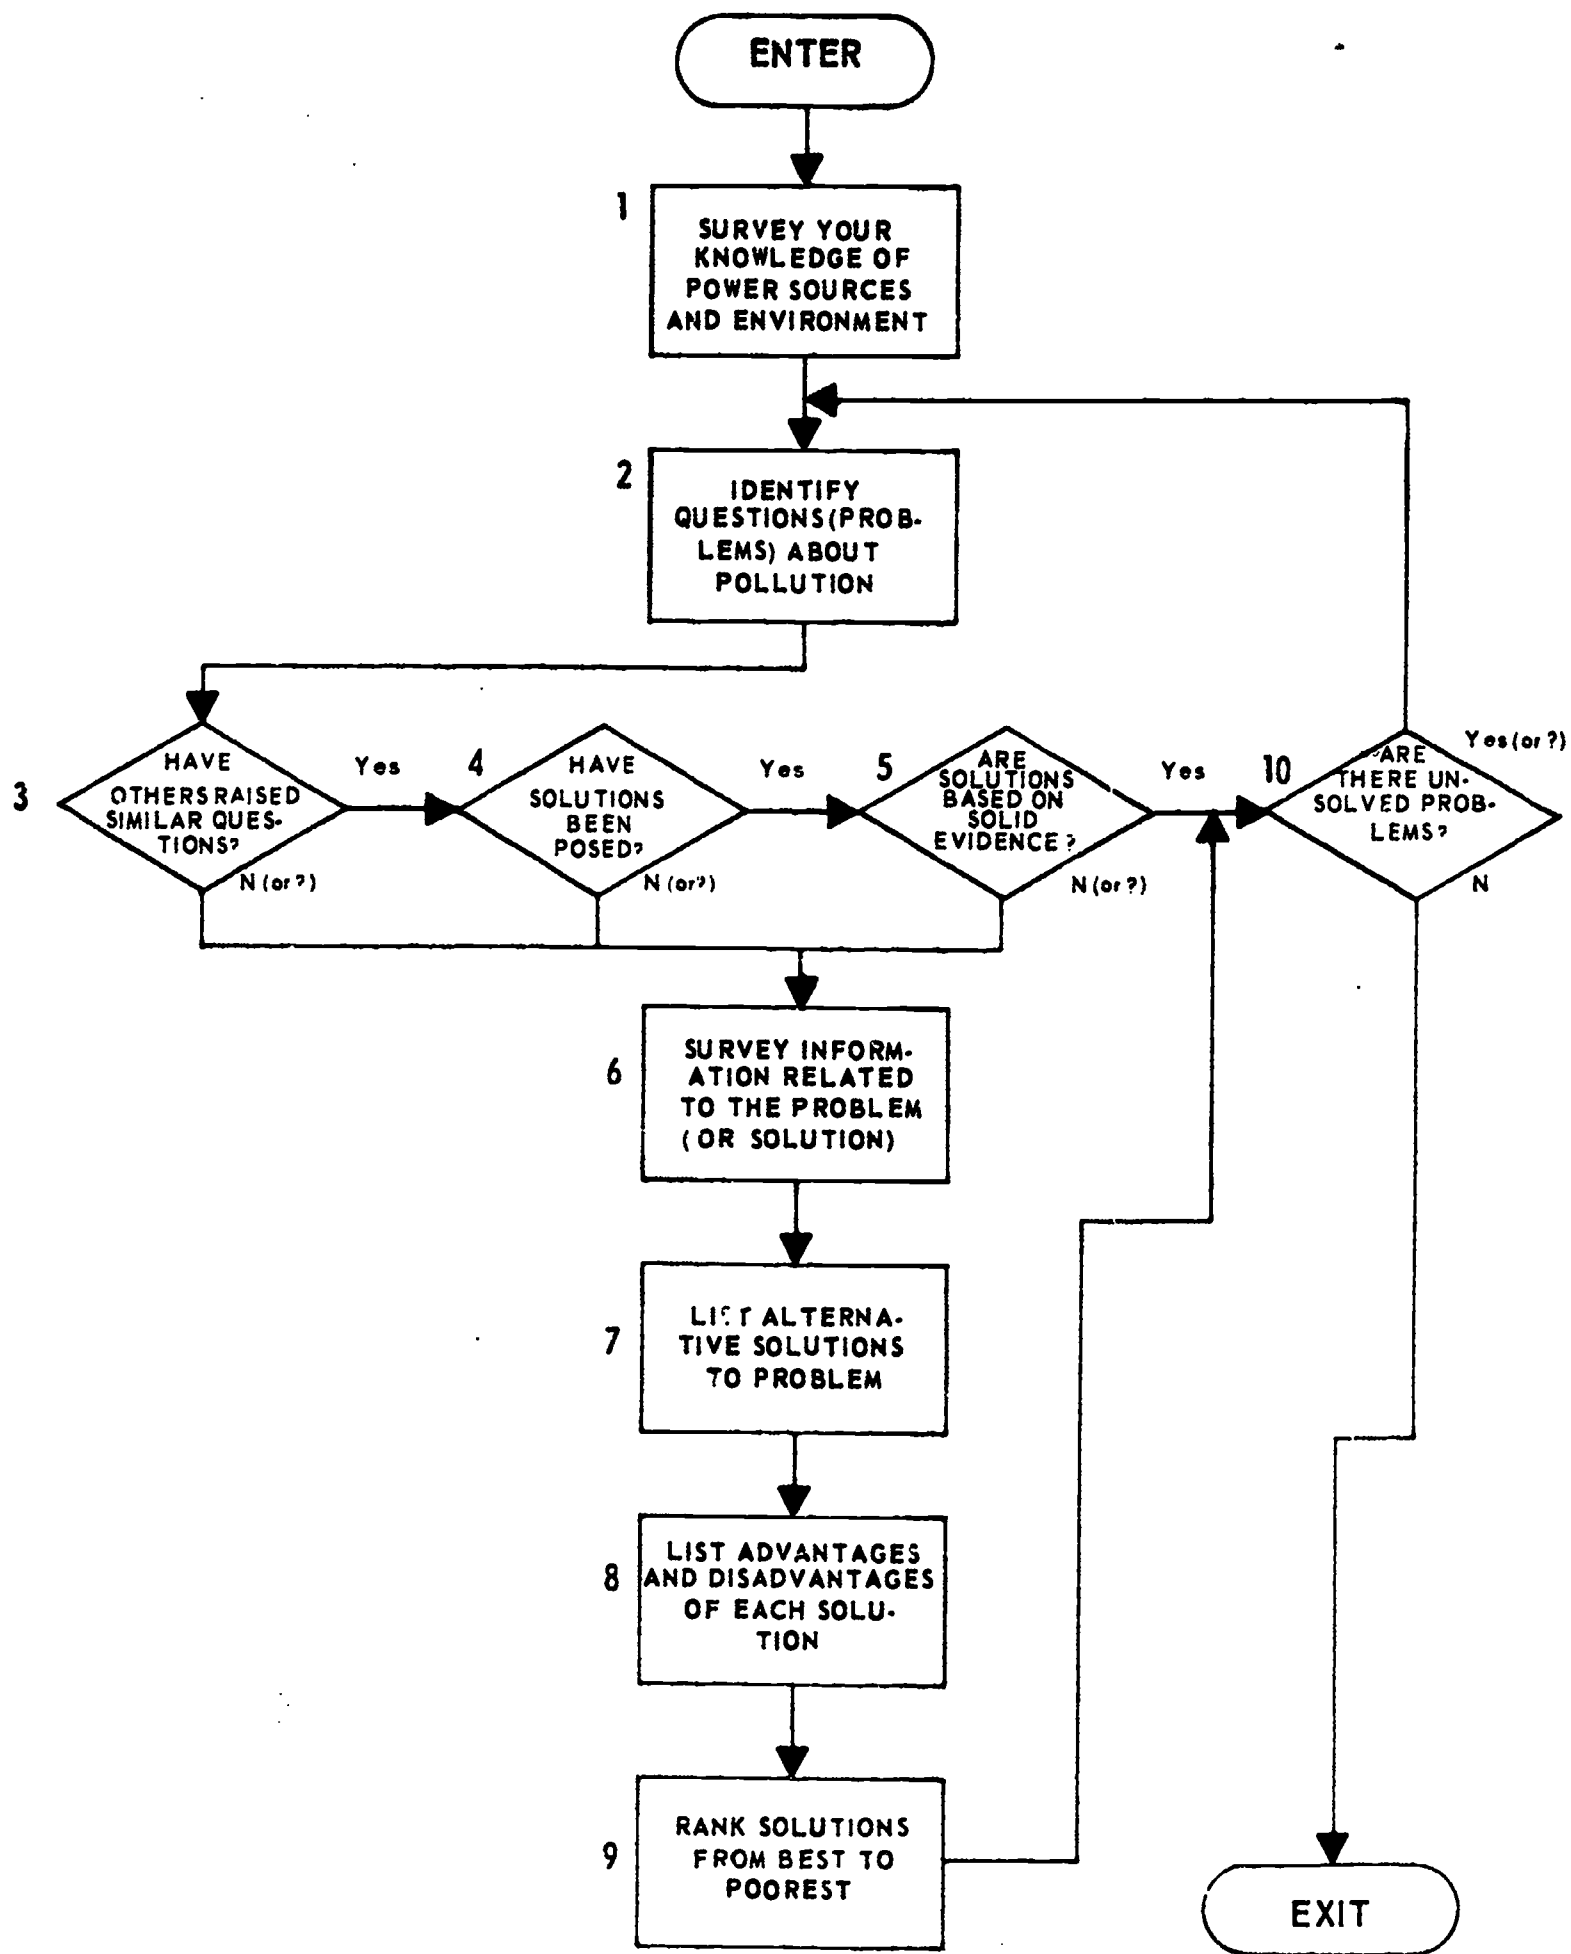 ENTER
1
SURVEY YOUR
KNOWLEDGE OF
POWER SOURCES
AND ENVIRONMENT
2
IDENTIFY
QUESTIONS (PROB-
LEMS) ABOUT
POLLUTION
3
HAVE
OTHERS RAISED
SIMILAR QUES-
TIONS?
Yes
N (or ?)
4
HAVE
SOLUTIONS
BEEN
POSED?
Yes
N (or ?)
5
ARE
SOLUTIONS
BASED ON
SOLID
EVIDENCE?
Yes
N (or ?)
10
ARE
THERE UN-
SOLVED PROB-
LEMS?
Yes (or ?)
N
6
SURVEY INFORM-
ATION RELATED
TO THE PROBLEM
(OR SOLUTION)
7
LIST ALTERNA-
TIVE SOLUTIONS
TO PROBLEM
8
LIST ADVANTAGES
AND DISADVANTAGES
OF EACH SOLU-
TION
9
RANK SOLUTIONS
FROM BEST TO
POOREST
EXIT